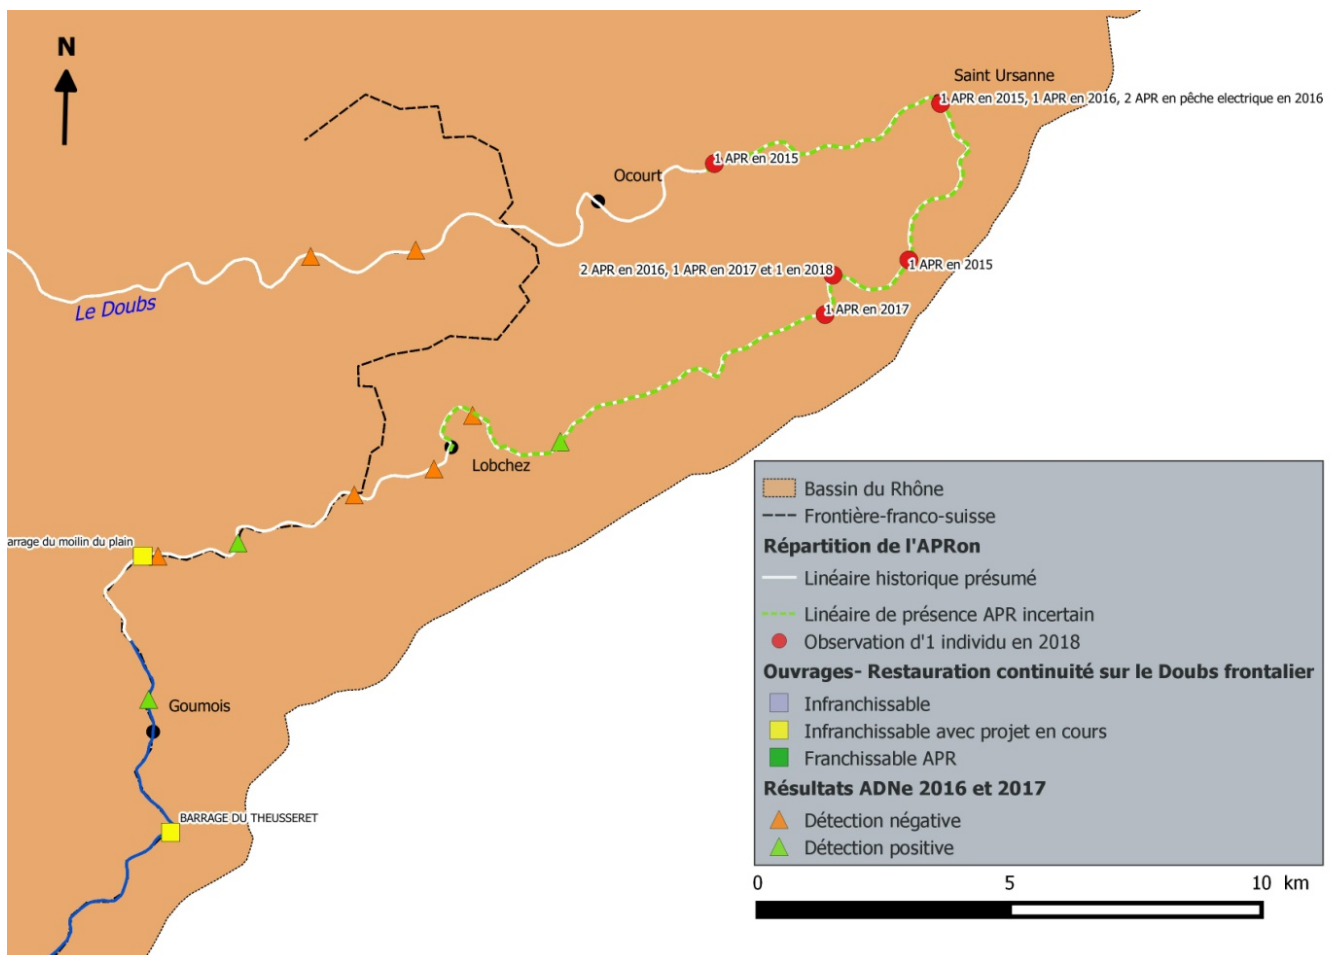 N
Saint Ursanne
1 APR en 2015, 1 APR en 2016, 2 APR en pêche electrique en 2016
1 APR en 2015
Ocourt
2 APR en 2016, 1 APR en 2017 et 1 en 2018
1 APR en 2015
Le Doubs
1 APR en 2017
Lobchez
arrage du moilin du plain
Goumois
BARRAGE DU THEUSSERET
Bassin du Rhône
Frontière-franco-suisse
Répartition de l'APRon
Linéaire historique présumé
Linéaire de présence APR incertain
Observation d'1 individu en 2018
Ouvrages- Restauration continuité sur le Doubs frontalier
Infranchissable
Infranchissable avec projet en cours
Franchissable APR
Résultats ADNe 2016 et 2017
Détection négative
Détection positive
0 5 10 km